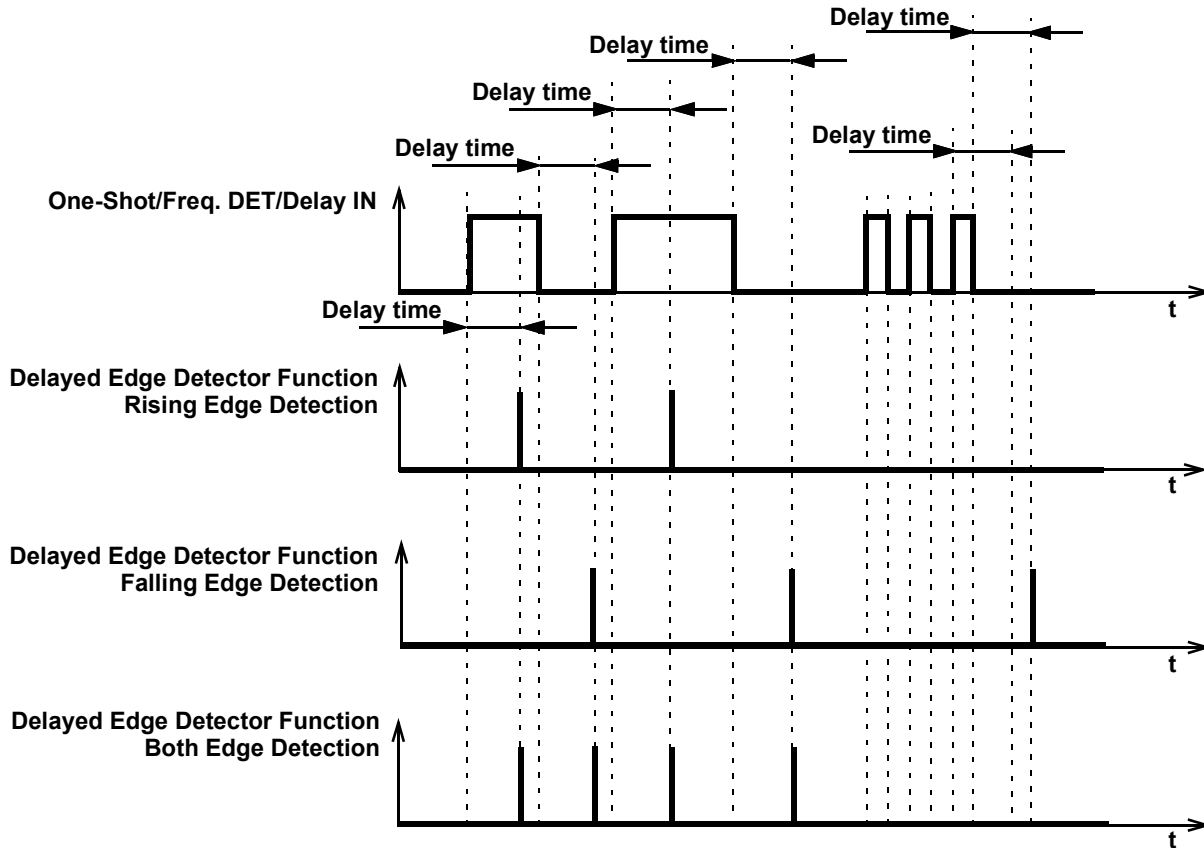 Delay time
Delay time
Delay time
Delay time
Delay time
One-Shot/Freq. DET/Delay IN
t
Delay time
Delayed Edge Detector Function
Rising Edge Detection
t
Delayed Edge Detector Function
Falling Edge Detection
t
Delayed Edge Detector Function
Both Edge Detection
t